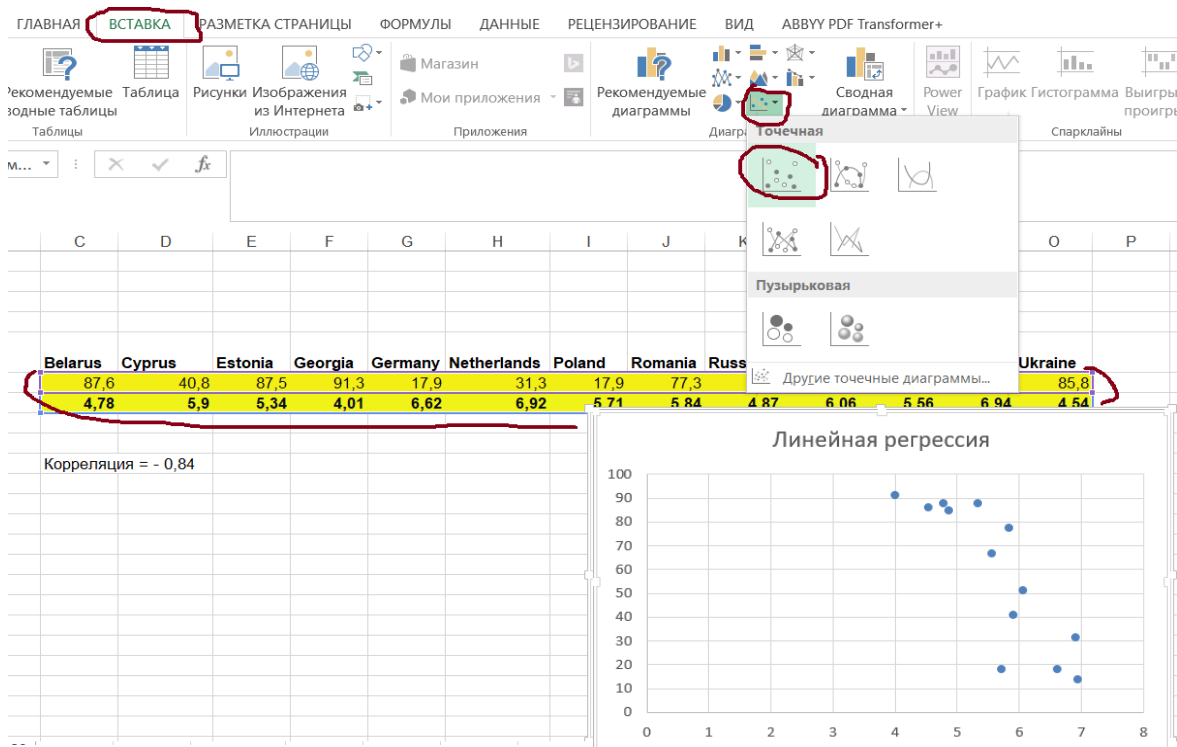 ГЛАВНАЯ ВСТАВКА РАЗМЕТКА СТРАНИЦЫ ФОРМУЛЫ ДАННЫЕ РЕЦЕНЗИРОВАНИЕ ВИД ABBYY PDF Transformer+
Рекомендуемые Таблица Рисунки Изображения Магазин Рекомендуемые Сводная Power График Гистограмма Выигры
водные таблицы из Интернета Мои приложения диаграммы диаграмма View проигры
Таблицы Иллюстрации Приложения Диагра Спарклайны
Точечная
м... fx
C D E F G H I J K O P
Пузырьковая
Belarus Cyprus Estonia Georgia Germany Netherlands Poland Romania Russ Ukraine
Другие точечные диаграммы...
87,6 40,8 87,5 91,3 17,9 31,3 17,9 77,3 85,8
4,78 5,9 5,34 4,01 6,62 6,92 5,71 5,84 4,87 6,06 5,56 6,94 4,54
Линейная регрессия
Корреляция = - 0,84
100
90
80
70
60
50
40
30
20
10
0
0 1 2 3 4 5 6 7 8